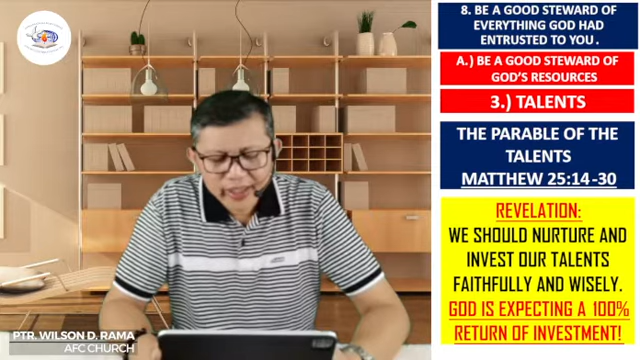 8. BE A GOOD STEWARD OF
EVERYTHING GOD HAD
ENTRUSTED TO YOU .
A.) BE A GOOD STEWARD OF
GOD'S RESOURCES
3.) TALENTS
THE PARABLE OF THE
TALENTS
MATTHEW 25:14-30
REVELATION:
WE SHOULD NURTURE AND
INVEST OUR TALENTS
FAITHFULLY AND WISELY.
GOD IS EXPECTING A 100%
RETURN OF INVESTMENT!
PTR. WILSON D. RAMA
AFC CHURCH